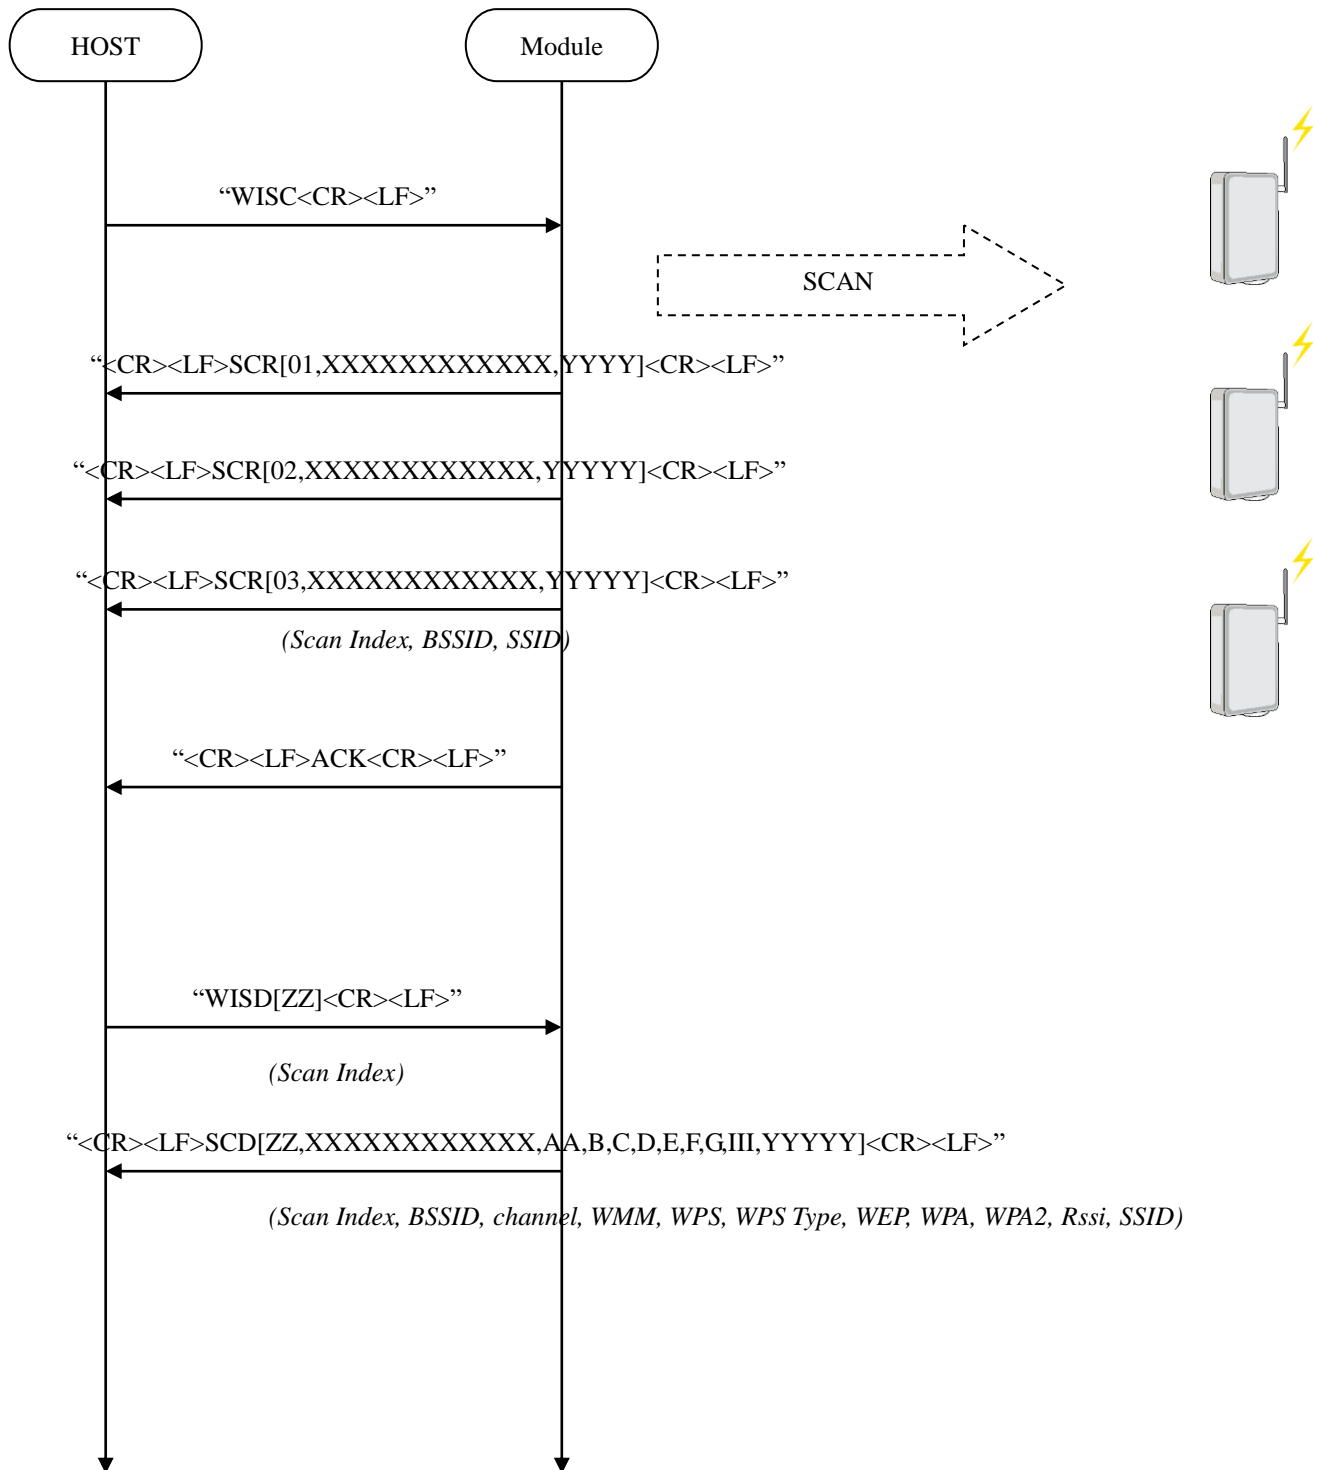 HOST
Module
“WISC<CR><LF>”
SCAN
“<CR><LF>SCR[01,XXXXXXXXXXXX,YYYY]<CR><LF>”
“<CR><LF>SCR[02,XXXXXXXXXXXX,YYYYY]<CR><LF>”
“<CR><LF>SCR[03,XXXXXXXXXXXX,YYYYY]<CR><LF>”
(Scan Index, BSSID, SSID)
“<CR><LF>ACK<CR><LF>”
“WISD[ZZ]<CR><LF>”
(Scan Index)
“<CR><LF>SCD[ZZ,XXXXXXXXXXXX,AA,B,C,D,E,F,G,III,YYYYY]<CR><LF>”
(Scan Index, BSSID, channel, WMM, WPS, WPS Type, WEP, WPA, WPA2, Rssi, SSID)